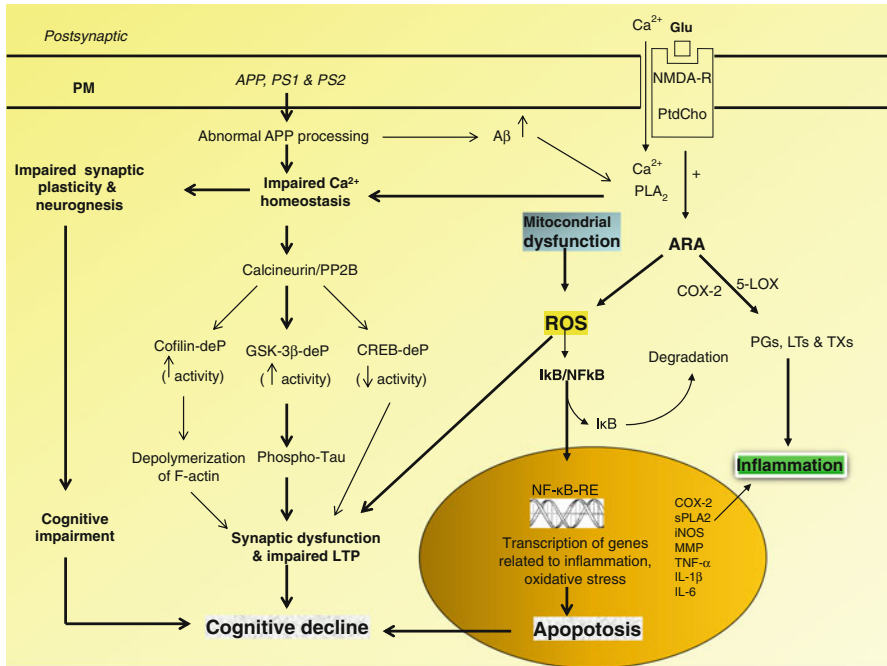 Postsynaptic
Ca²⁺
Glu
PM
APP, PS1 & PS2
NMDA-R
PtdCho
Abnormal APP processing
Aβ
Impaired synaptic
plasticity &
neurognesis
Impaired Ca²⁺
homeostasis
Ca²⁺
PLA₂
+
Mitocondrial
dysfunction
ARA
Calcineurin/PP2B
COX-2
5-LOX
ROS
Cofilin-deP
(↑ activity)
GSK-3β-deP
(↑ activity)
CREB-deP
(↓ activity)
IkB/NFkB
Degradation
PGs, LTs & TXs
IκB
Depolymerization
of F-actin
Phospho-Tau
Inflammation
NF-κB-RE
COX-2
sPLA2
iNOS
MMP
TNF-α
IL-1β
IL-6
Cognitive
impairment
Synaptic dysfunction
& impaired LTP
Transcription of genes
related to inflammation,
oxidative stress
Cognitive decline
Apopotosis